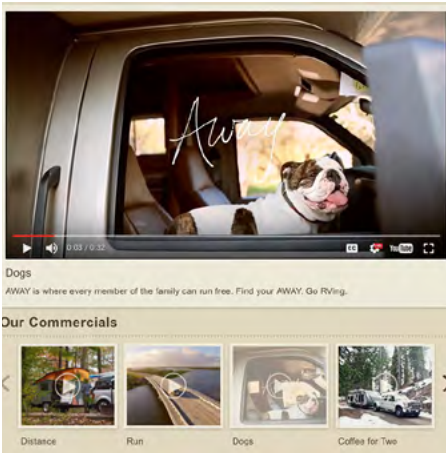 Away
0:03 / 0:32
CC
YouTube
Dogs
AWAY is where every member of the family can run free. Find your AWAY. Go RVing.
Our Commercials
Distance
Run
Dogs
Coffee for Two